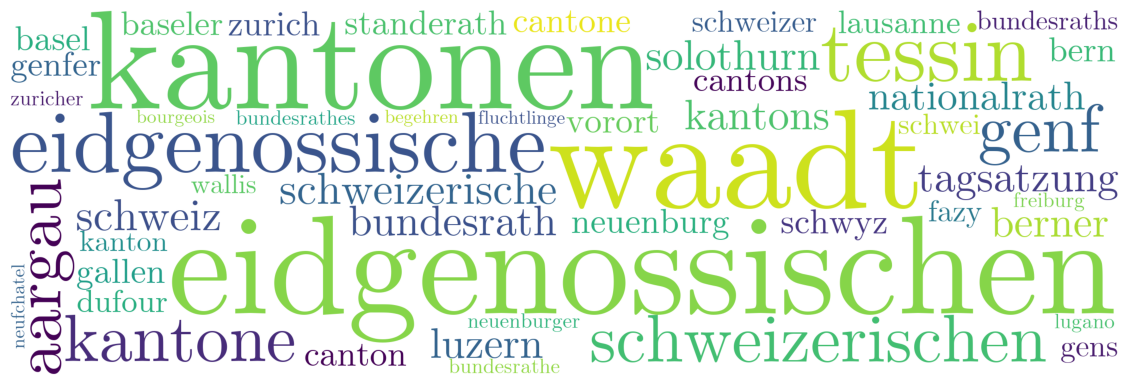 basel
baseler
zurich
standerath
cantone
schweizer
lausanne
bundesraths
genfer
kantonen
solothurn
tessin
bern
zuricher
cantons
nationalrath
bourgeois
bundesrathes
begehren
fluchtlinge
vorort
kantons
schwei
genf
eidgenossische
waadt
wallis
schweizerische
tagsatzung
aargau
schweiz
bundesrath
neuenburg
schwyz
fazy
freiburg
berner
kanton
gallen
eidgenossischen
dufour
neufchatel
kantone
canton
luzern
neuenburger
bundesrathe
schweizerischen
lugano
gens